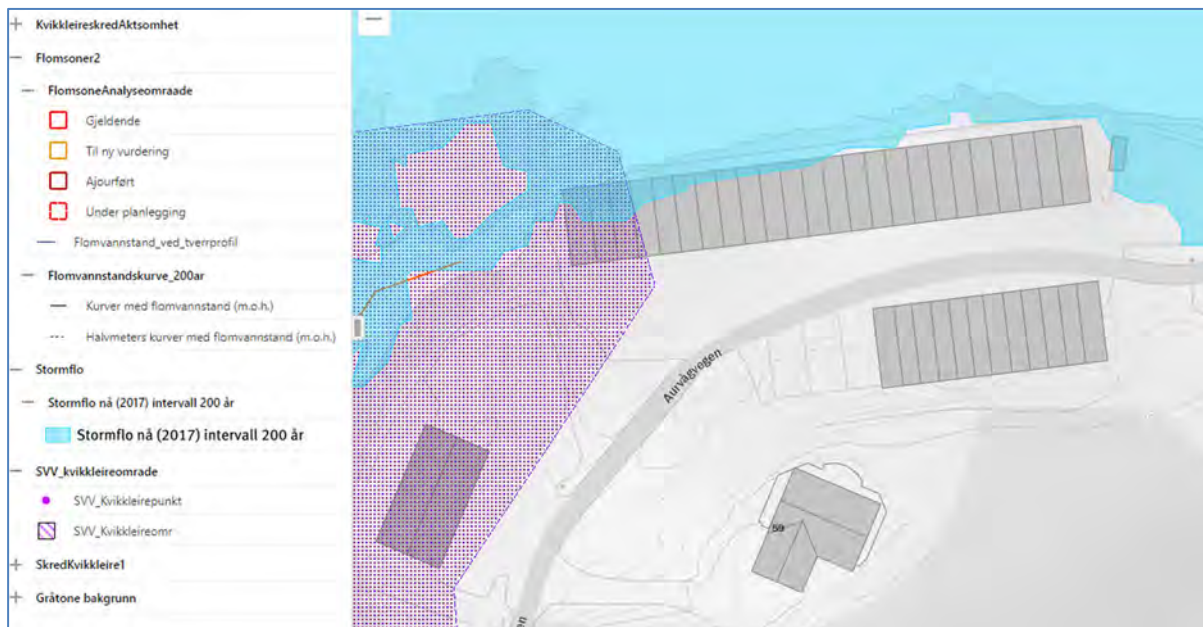 KvikkleireskredAktsomhet
Flomsoner2
FlomsoneAnalyseomraade
Gjeldende
Til ny vurdering
Ajourført
Under planlegging
Flomvannstand_ved_tverrprofil
Flomvannstandskurve_200ar
Kurver med flomvannstand (m.o.h.)
Halvmeters kurver med flomvannstand (m.o.h.)
Stormflo
Stormflo nå (2017) intervall 200 år
Stormflo nå (2017) intervall 200 år
SVV_kvikkleireomrade
SVV_Kvikkleirepunkt
SVV_Kvikkleireomr
SkredKvikkleire1
Gråtone bakgrunn
Aurvågvegen
59
en